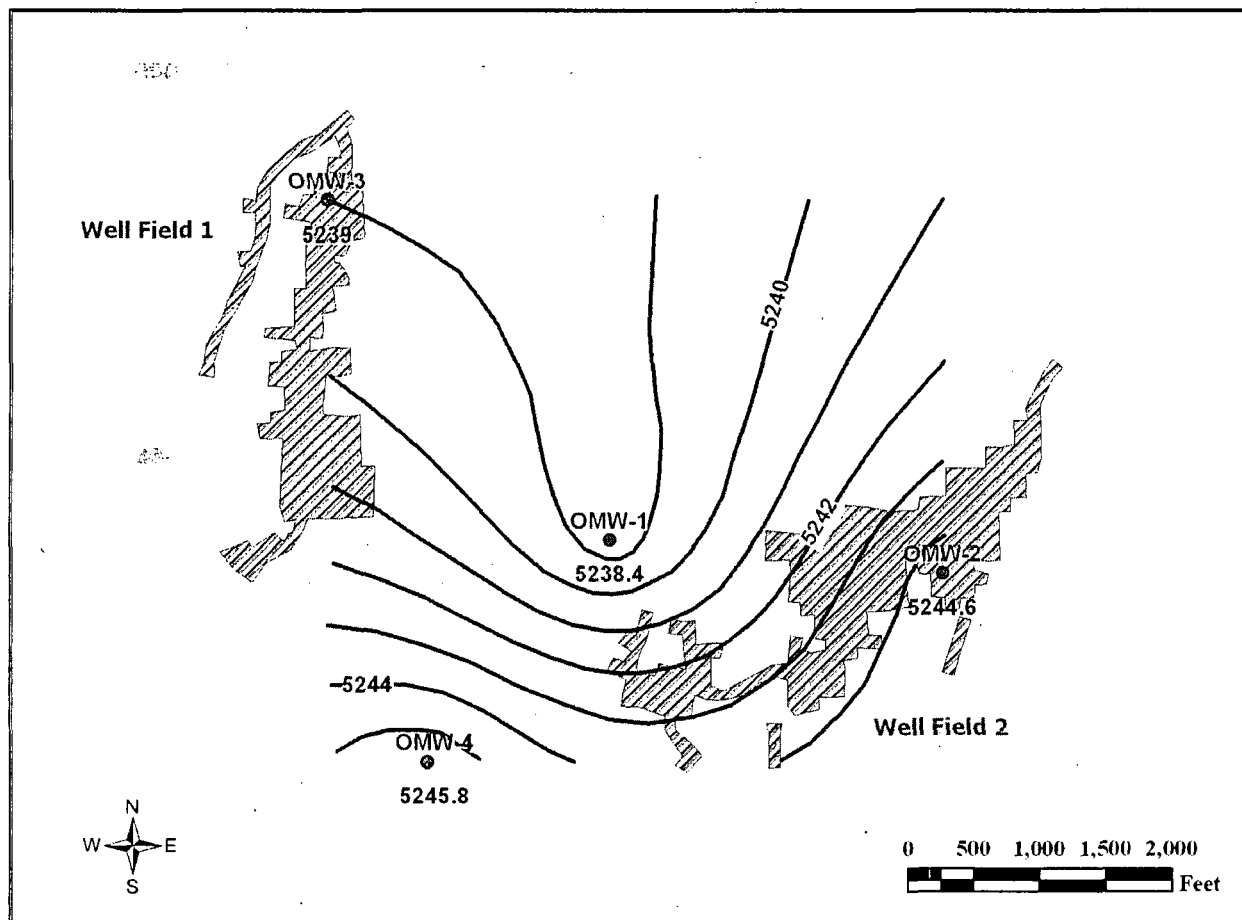 OMW-3
Well Field 1
5239
5240
OMW-1
5242
OMW-2
5238.4
5244.6
5244
Well Field 2
OMW-4
5245.8
N
W E
S
0 500 1,000 1,500 2,000
Feet